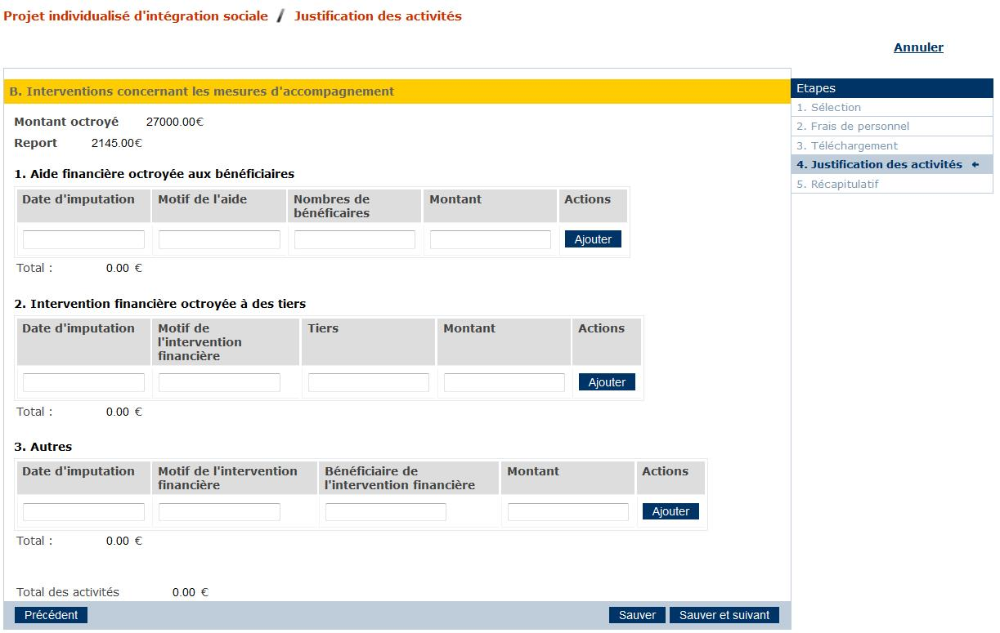 Projet individualisé d'intégration sociale / Justification des activités
Annuler
B. Interventions concernant les mesures d'accompagnement
Montant octroyé 27000.00€
Report 2145.00€
1. Aide financière octroyée aux bénéficiaires
Date d'imputation Motif de l'aide Nombres de Montant Actions
bénéficaires
Ajouter
Total : 0.00 €
2. Intervention financière octroyée à des tiers
Date d'imputation Motif de Tiers Montant Actions
l'intervention
financière
Ajouter
Total : 0.00 €
3. Autres
Date d'imputation Motif de l'intervention Bénéficiaire de Montant Actions
financière l'intervention financière
Ajouter
Total : 0.00 €
Total des activités 0.00 €
Précédent Sauver Sauver et suivant
Etapes
1. Sélection
2. Frais de personnel
3. Téléchargement
4. Justification des activités
5. Récapitulatif